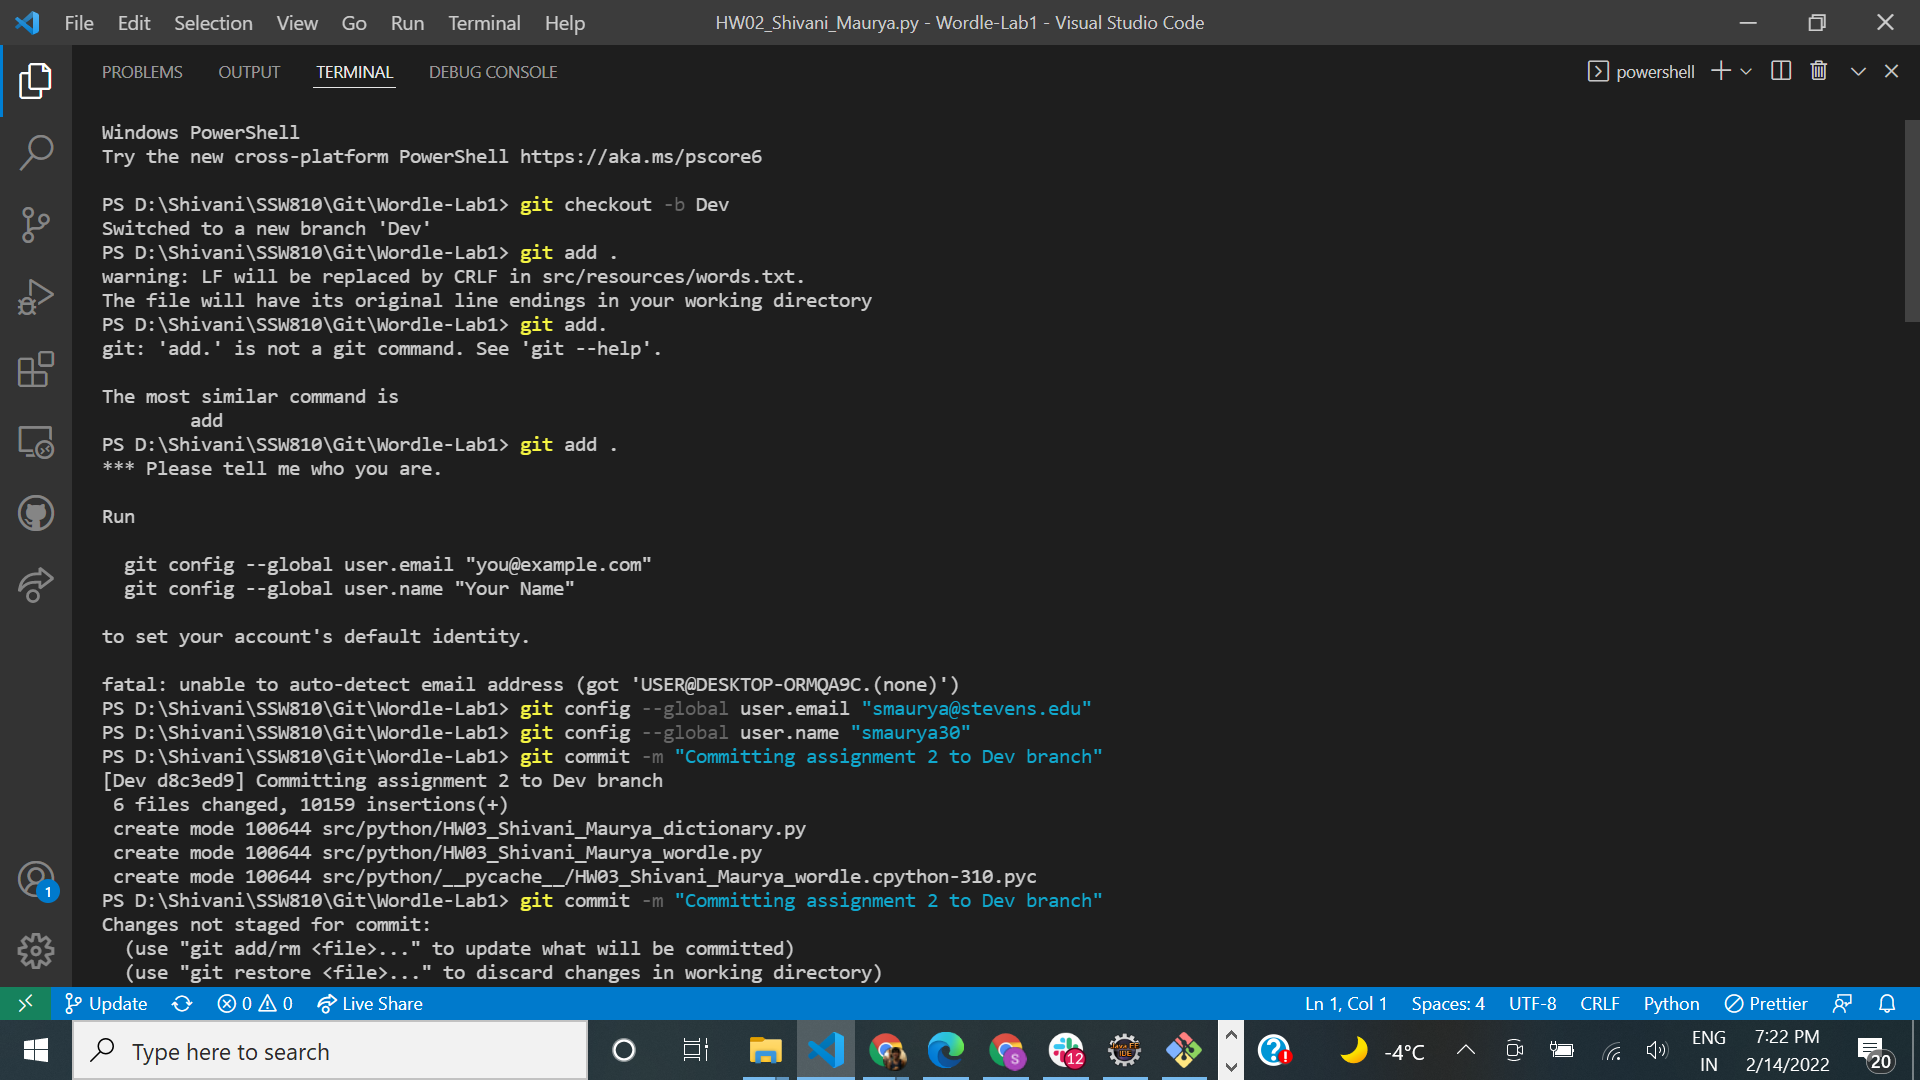 File Edit Selection View Go Run Terminal Help HW02_Shivani_Maurya.py - Wordle-Lab1 - Visual Studio Code
PROBLEMS OUTPUT TERMINAL DEBUG CONSOLE powershell
Windows PowerShell
Try the new cross-platform PowerShell https://aka.ms/pscore6
PS D:\Shivani\SSW810\Git\Wordle-Lab1> git checkout -b Dev
Switched to a new branch 'Dev'
PS D:\Shivani\SSW810\Git\Wordle-Lab1> git add .
warning: LF will be replaced by CRLF in src/resources/words.txt.
The file will have its original line endings in your working directory
PS D:\Shivani\SSW810\Git\Wordle-Lab1> git add.
git: 'add.' is not a git command. See 'git --help'.
The most similar command is
add
PS D:\Shivani\SSW810\Git\Wordle-Lab1> git add .
*** Please tell me who you are.
Run
git config --global user.email "you@example.com"
git config --global user.name "Your Name"
to set your account's default identity.
fatal: unable to auto-detect email address (got 'USER@DESKTOP-ORMQA9C.(none)')
PS D:\Shivani\SSW810\Git\Wordle-Lab1> git config --global user.email "smaurya@stevens.edu"
PS D:\Shivani\SSW810\Git\Wordle-Lab1> git config --global user.name "smaurya30"
PS D:\Shivani\SSW810\Git\Wordle-Lab1> git commit -m "Committing assignment 2 to Dev branch"
[Dev d8c3ed9] Committing assignment 2 to Dev branch
6 files changed, 10159 insertions(+)
create mode 100644 src/python/HW03_Shivani_Maurya_dictionary.py
create mode 100644 src/python/HW03_Shivani_Maurya_wordle.py
create mode 100644 src/python/__pycache__/HW03_Shivani_Maurya_wordle.cpython-310.pyc
PS D:\Shivani\SSW810\Git\Wordle-Lab1> git commit -m "Committing assignment 2 to Dev branch"
Changes not staged for commit:
(use "git add/rm <file>..." to update what will be committed)
(use "git restore <file>..." to discard changes in working directory)
1
Update 0 0 Live Share Ln 1, Col 1 Spaces: 4 UTF-8 CRLF Python Prettier
Type here to search S 12 -4°C ENG IN 7:22 PM 2/14/2022 20